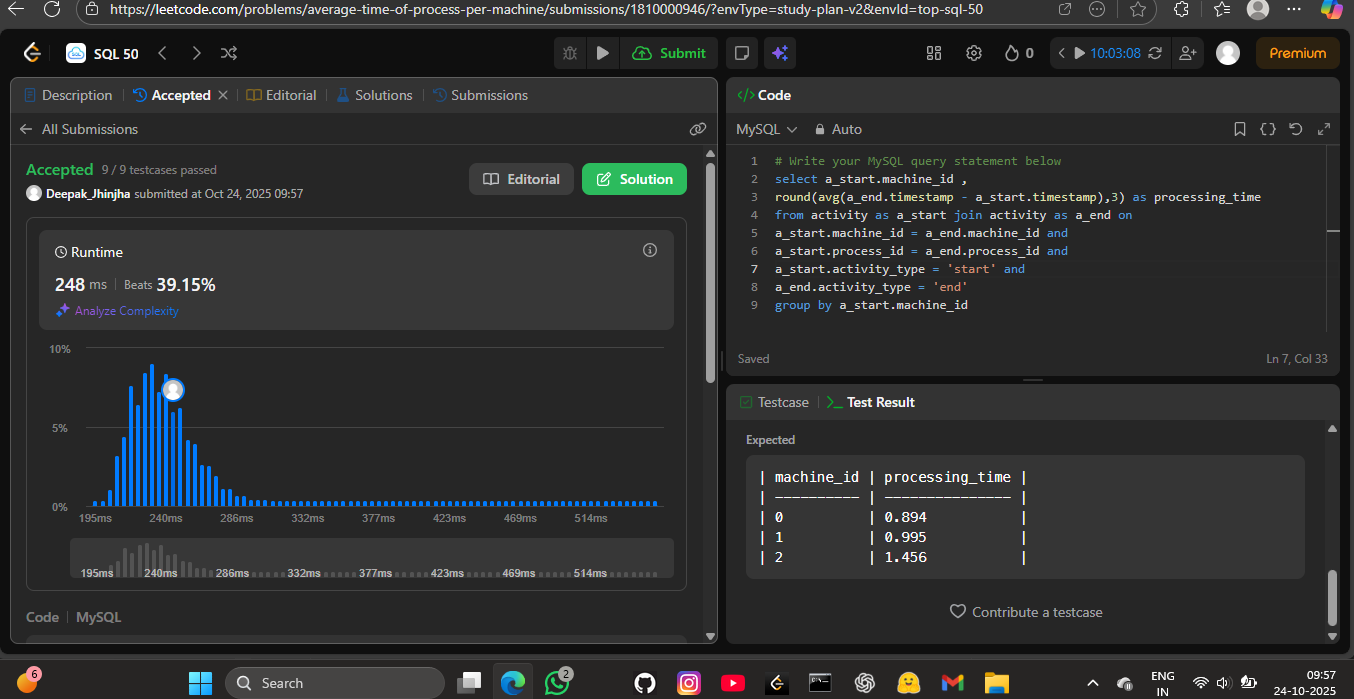 https://leetcode.com/problems/average-time-of-process-per-machine/submissions/1810000946/?envType=study-plan-v2&envId=top-sql-50
SQL 50
Submit
0
10:03:08
Premium
Description
Accepted
Editorial
Solutions
Submissions
All Submissions
Accepted 9 / 9 testcases passed
Deepak_Jhinjha submitted at Oct 24, 2025 09:57
Editorial
Solution
Runtime
248 ms Beats 39.15%
Analyze Complexity
10%
5%
0%
195ms 240ms 286ms 332ms 377ms 423ms 469ms 514ms
195ms 240ms 286ms 332ms 377ms 423ms 469ms 514ms
Code | MySQL
</> Code
MySQL Auto
1 # Write your MySQL query statement below
2 select a_start.machine_id ,
3 round(avg(a_end.timestamp - a_start.timestamp),3) as processing_time
4 from activity as a_start join activity as a_end on
5 a_start.machine_id = a_end.machine_id and
6 a_start.process_id = a_end.process_id and
7 a_start.activity_type = 'start' and
8 a_end.activity_type = 'end'
9 group by a_start.machine_id
Saved
Ln 7, Col 33
Testcase
>_ Test Result
Expected
| machine_id | processing_time |
| ---------- | --------------- |
| 0 | 0.894 |
| 1 | 0.995 |
| 2 | 1.456 |
Contribute a testcase
6
Search
2
ENG
IN
09:57
24-10-2025